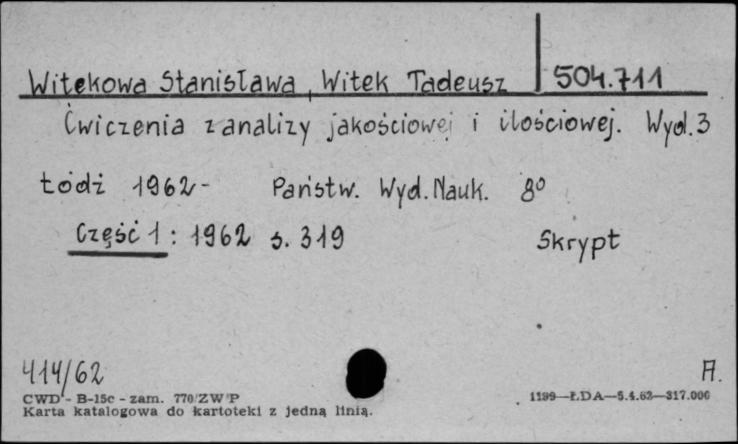 Witekowa Stanisława, Witek Tadeusz 504.711
Ćwiczenia z analizy jakościowej i ilościowej. Wyd. 3
Łódź 1962- Państw. Wyd. Nauk. 8⁰
Część 1 : 1962 s. 319 Skrypt
414/62 A.
CWD - B-15c - zam. 770/ZW/P 1199—ŁDA—5.4.62—317.000
Karta katalogowa do kartoteki z jedną linią.